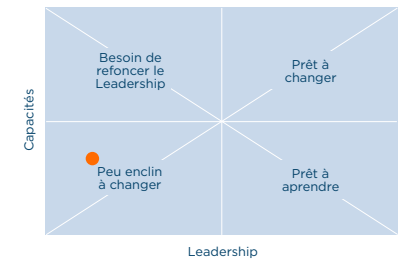 Besoin de
refoncer le
Leadership
Prêt à
changer
Capacités
Peu enclin
à changer
Prêt à
aprendre
Leadership